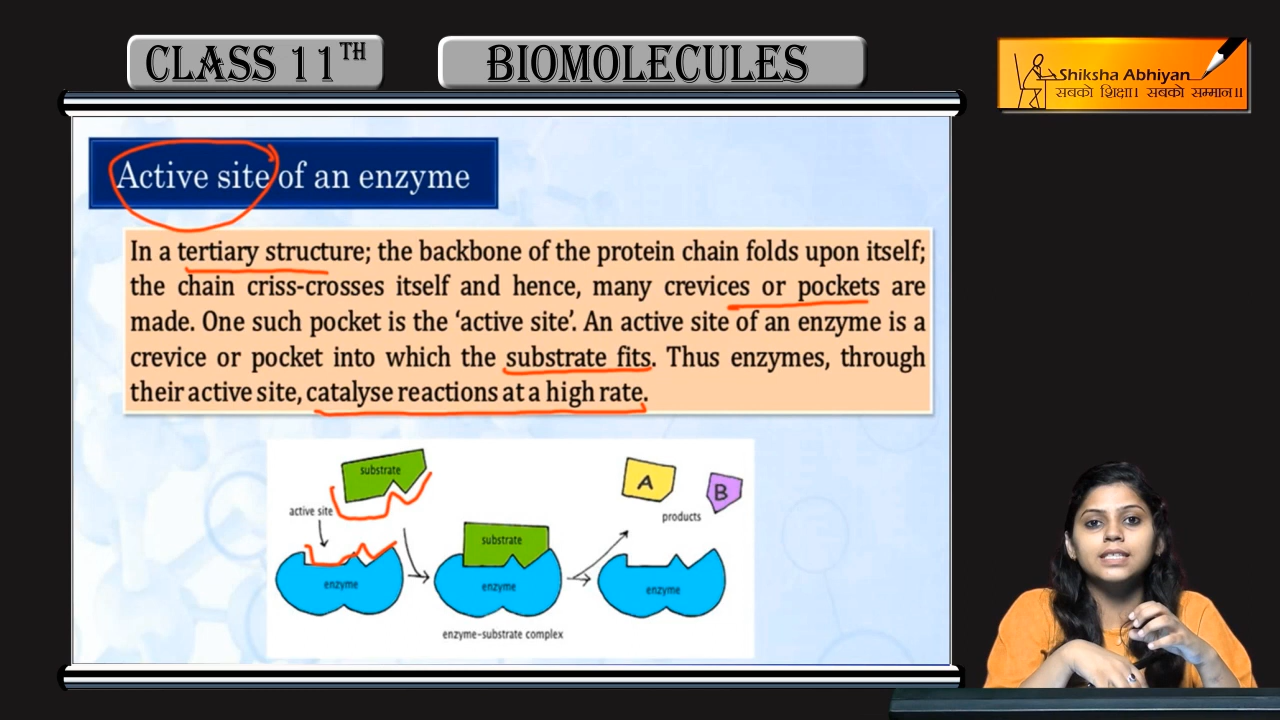 CLASS 11TH
BIOMOLECULES
Shiksha Abhiyan
सबको शिक्षा। सबको सम्मान॥
Active site of an enzyme
In a tertiary structure; the backbone of the protein chain folds upon itself;
the chain criss-crosses itself and hence, many crevices or pockets are
made. One such pocket is the ‘active site’. An active site of an enzyme is a
crevice or pocket into which the substrate fits. Thus enzymes, through
their active site, catalyse reactions at a high rate.
substrate
active site
enzyme
substrate
enzyme
enzyme-substrate complex
A
B
products
enzyme